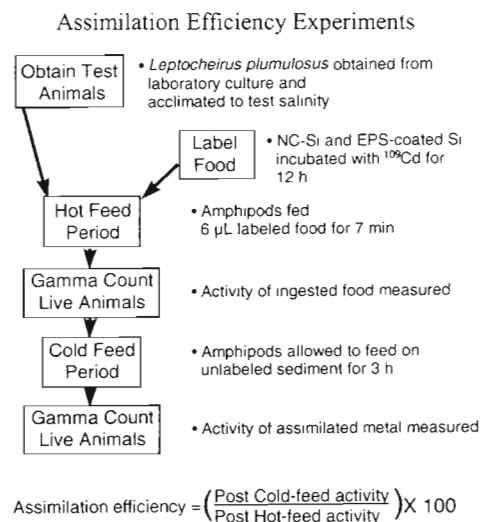 Assimilation Efficiency Experiments
Obtain Test
Animals
• Leptocheirus plumulosus obtained from
laboratory culture and
acclimated to test salinity
Label
Food
• NC-Si and EPS-coated Si
incubated with ¹⁰⁹Cd for
12 h
Hot Feed
Period
• Amphipods fed
6 µL labeled food for 7 min
Gamma Count
Live Animals
• Activity of ingested food measured
Cold Feed
Period
• Amphipods allowed to feed on
unlabeled sediment for 3 h
Gamma Count
Live Animals
• Activity of assimilated metal measured
Assimilation efficiency = (Post Cold-feed activity / Post Hot-feed activity) X 100